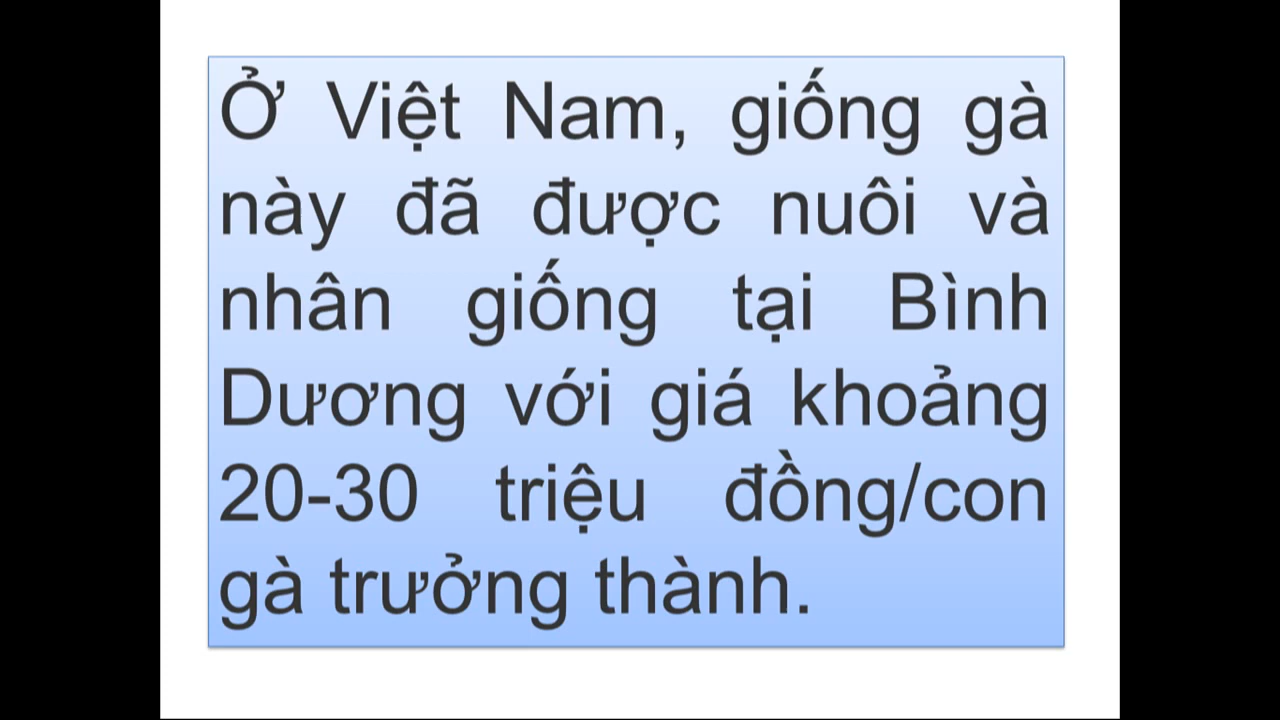 Ở Việt Nam, giống gà
này đã được nuôi và
nhân giống tại Bình
Dương với giá khoảng
20-30 triệu đồng/con
gà trưởng thành.